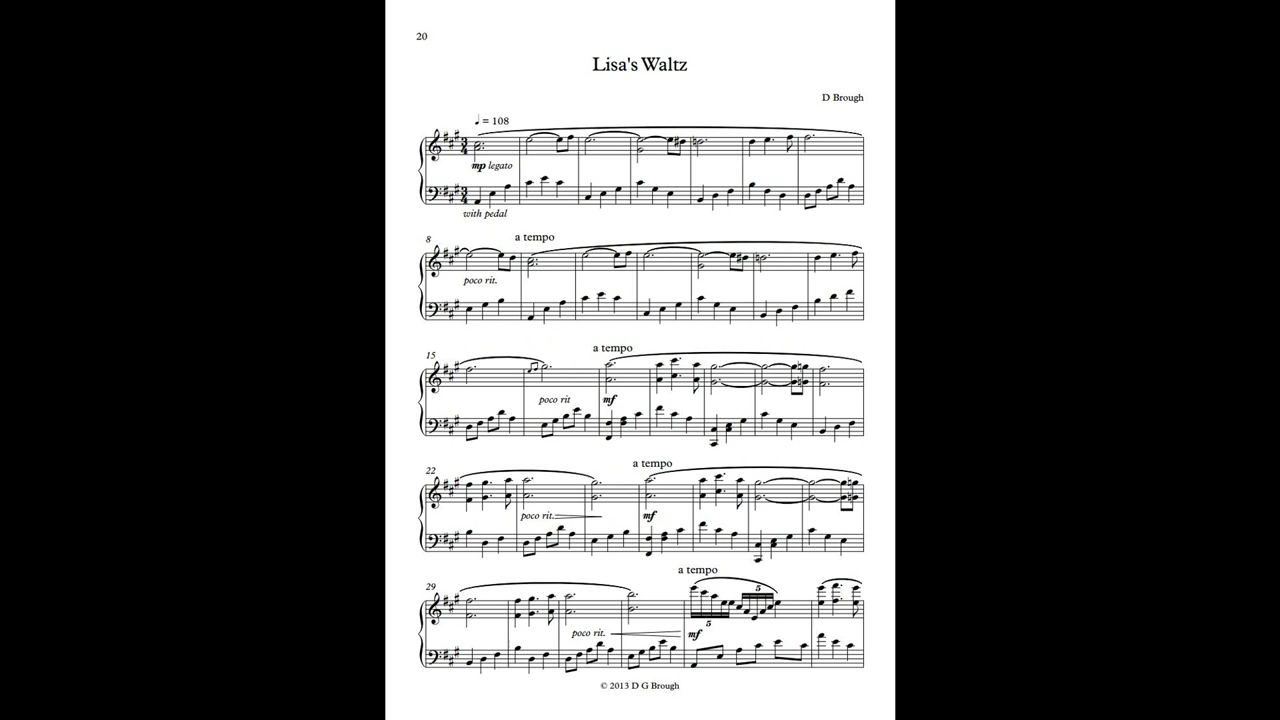 20
Lisa's Waltz
D Brough
♩ = 108
mp legato
with pedal
8
a tempo
poco rit.
15
a tempo
poco rit
mf
22
a tempo
poco rit.
mf
29
a tempo
5
5
poco rit.
mf
© 2013 D G Brough